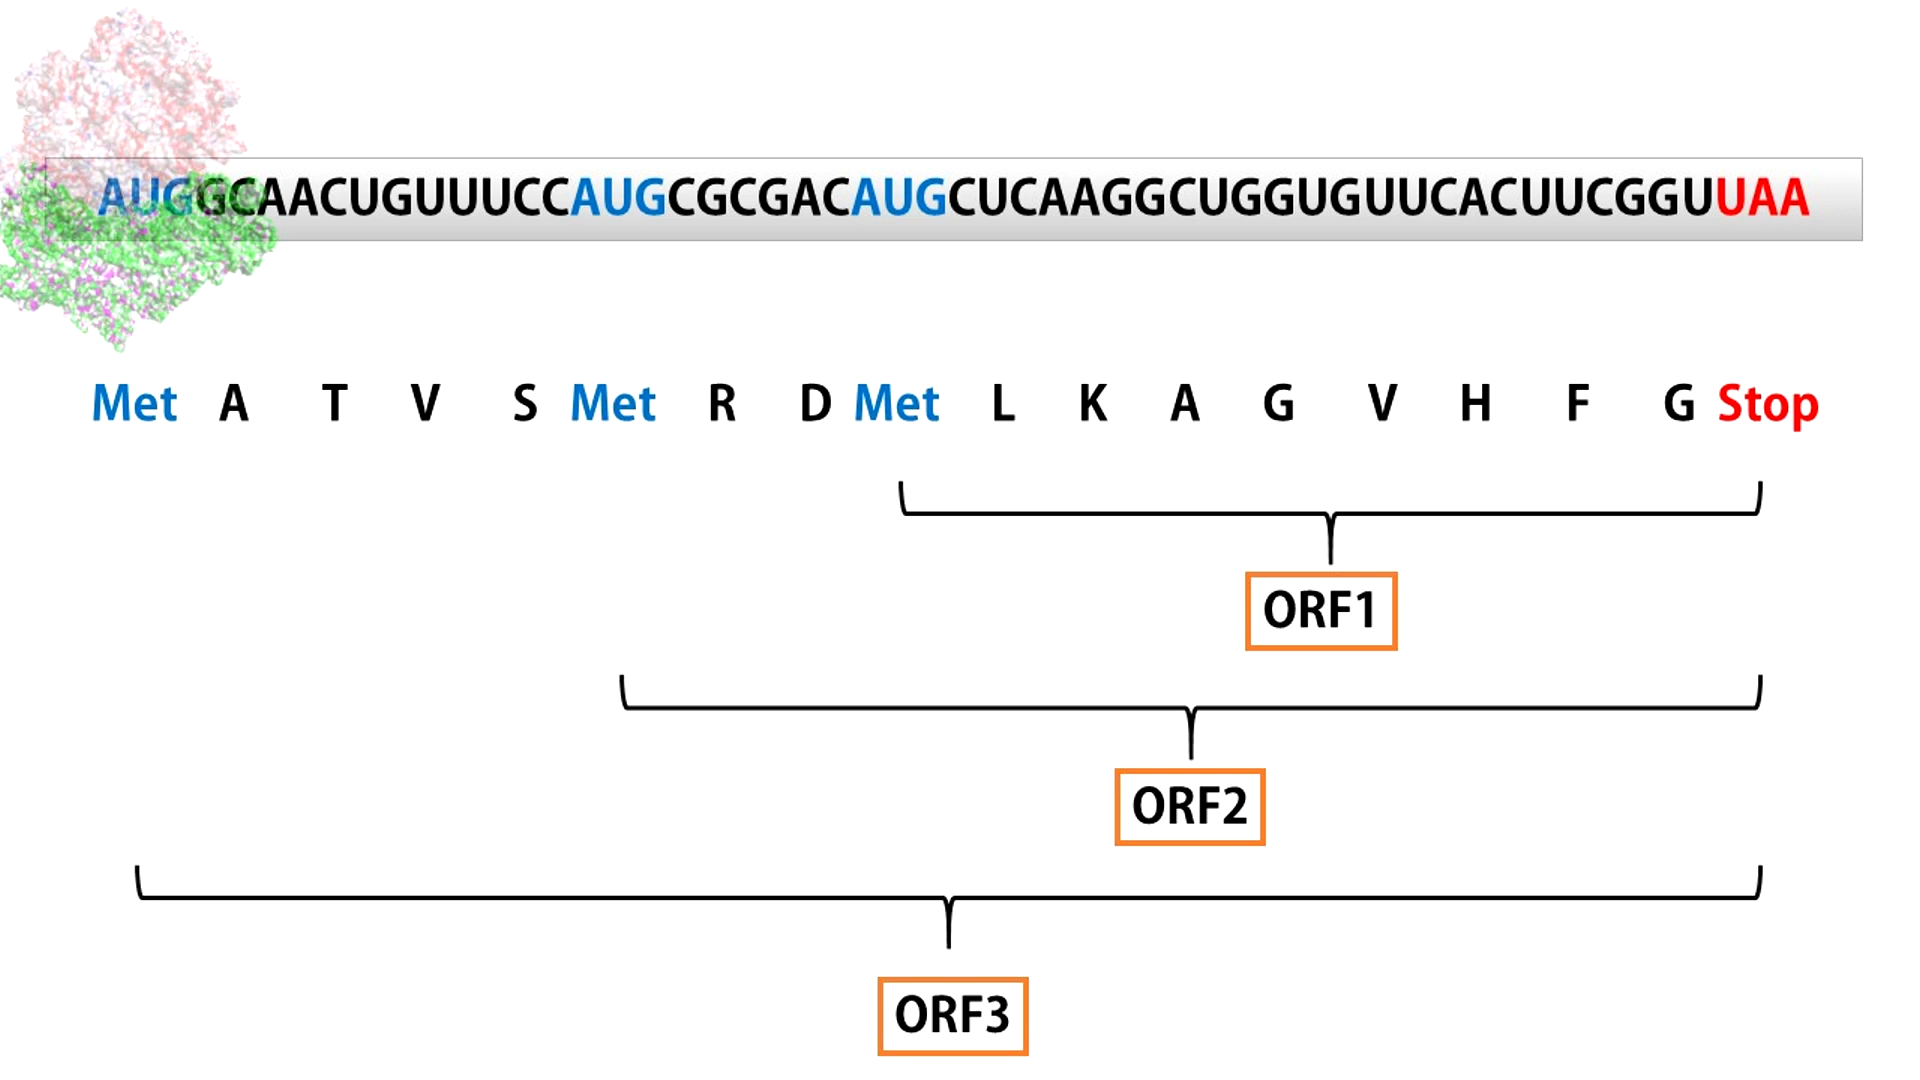 AUGGCAACUGUUUCCAUGCGCGACAUGCUCAAGGCUGGUGUUCACUUCGGUUAA
Met A T V S Met R D Met L K A G V H F G Stop
ORF1
ORF2
ORF3